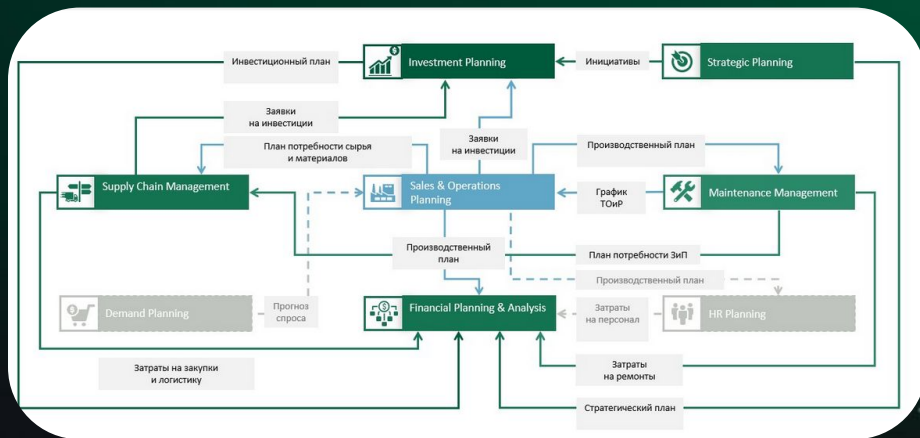 Инвестиционный план
Investment Planning
Инициативы
Strategic Planning
Заявки
на инвестиции
План потребности сырья
и материалов
Заявки
на инвестиции
Производственный план
Supply Chain Management
Sales & Operations
Planning
График
ТОиР
Maintenance Management
Производственный
план
План потребности ЗиП
Производственный план
Demand Planning
Прогноз
спроса
Financial Planning & Analysis
Затраты
на персонал
HR Planning
Затраты на закупки
и логистику
Затраты
на ремонты
Стратегический план